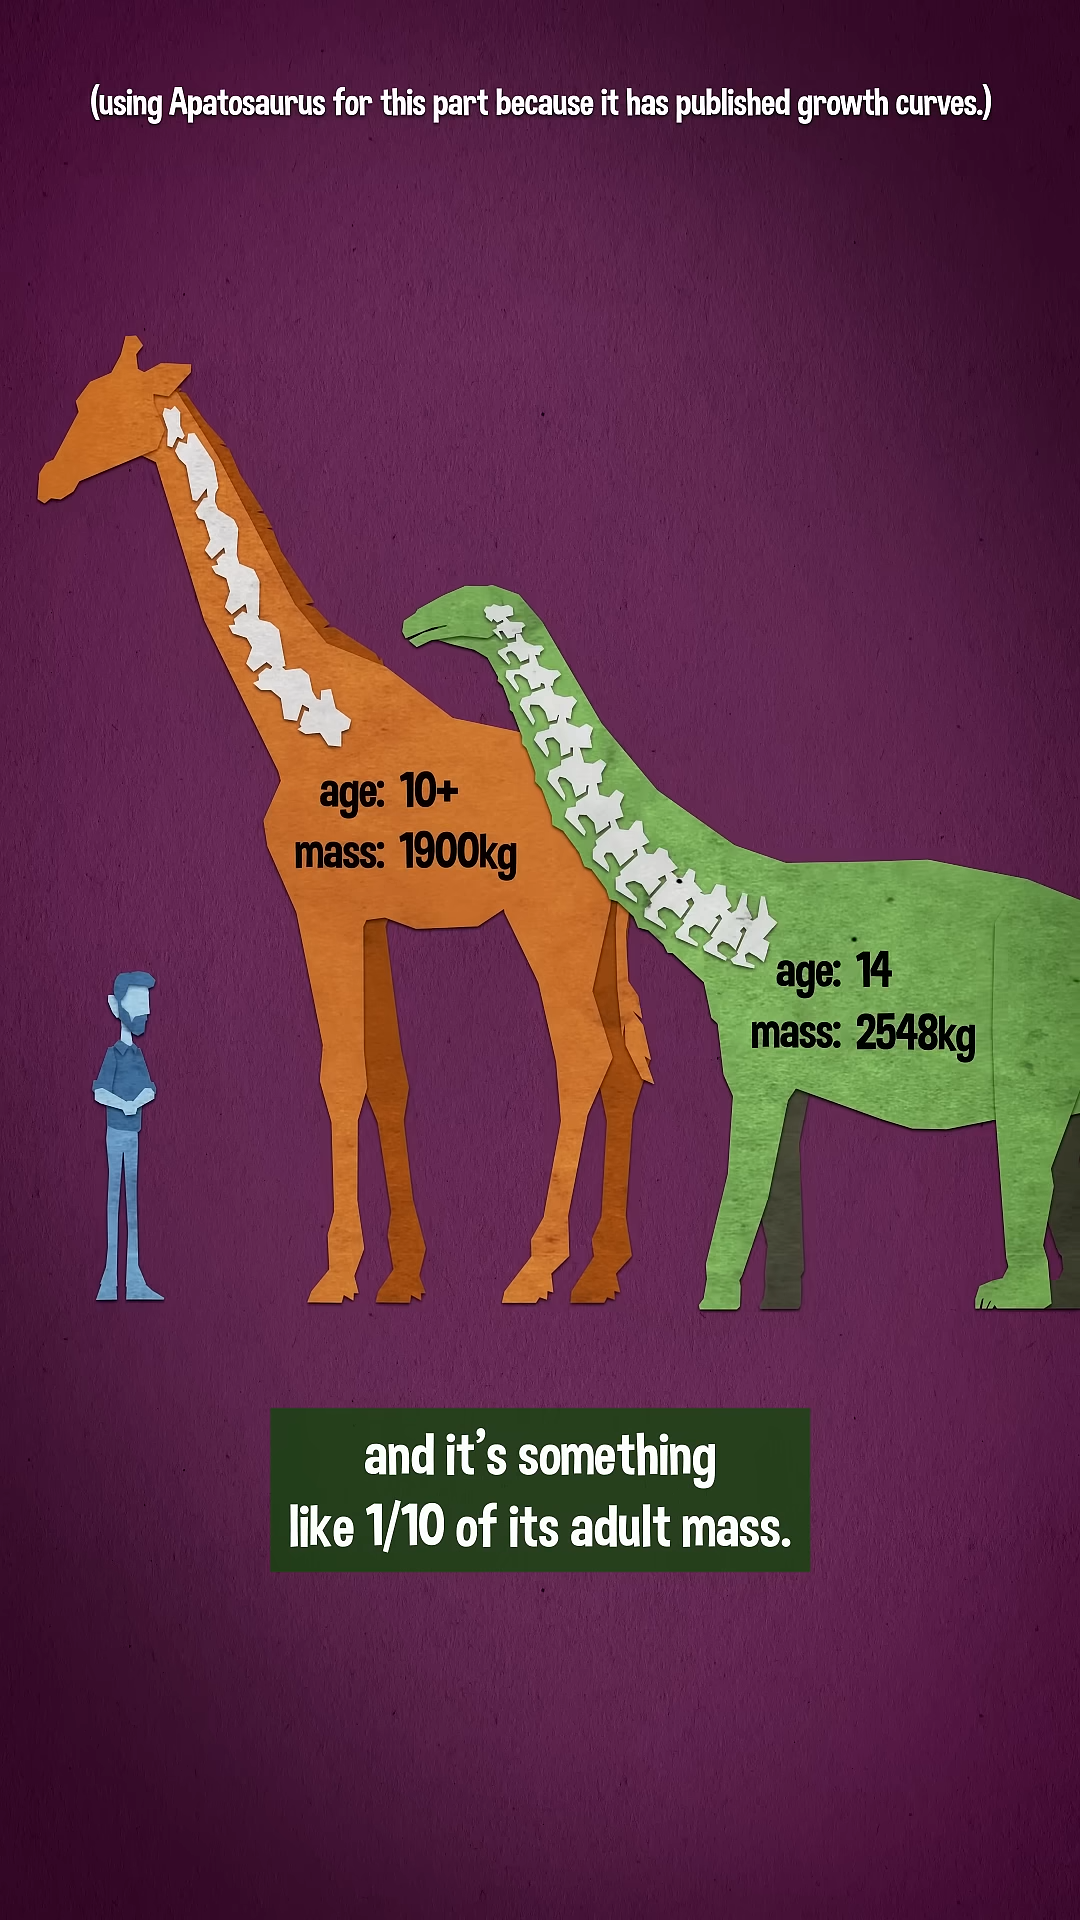 (using Apatosaurus for this part because it has published growth curves.)
age: 10+
mass: 1900kg
age: 14
mass: 2548kg
and it's something
like 1/10 of its adult mass.